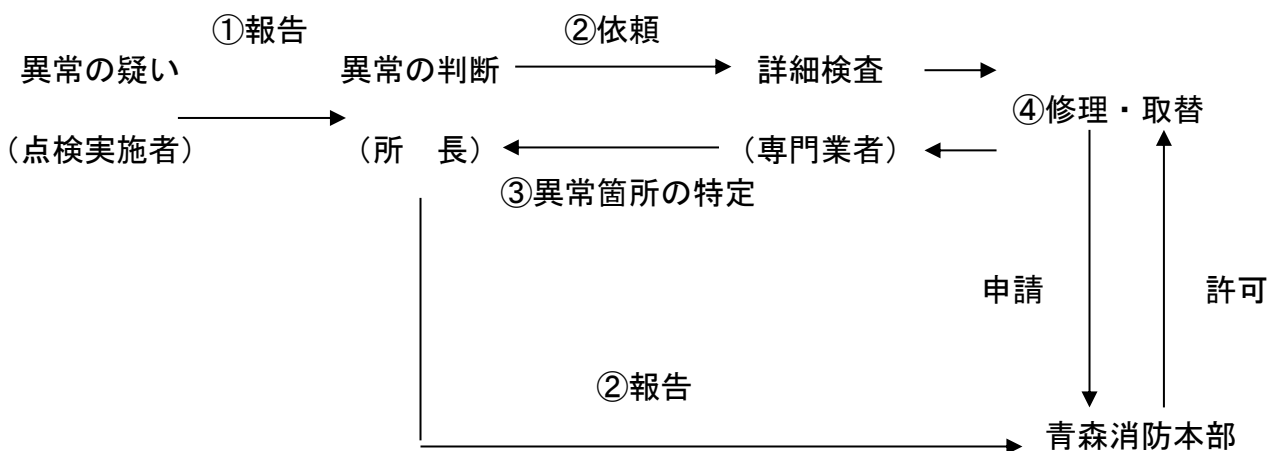 ①報告
②依頼
異常の疑い
異常の判断
詳細検査
④修理・取替
（点検実施者）
（所　長）
（専門業者）
③異常箇所の特定
申請
許可
②報告
青森消防本部